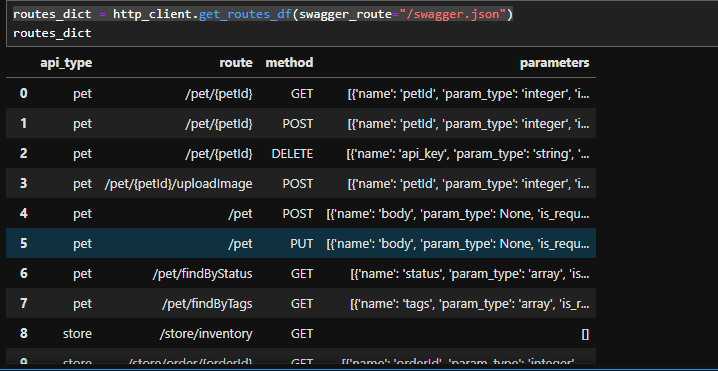 routes_dict = http_client.get_routes_df(swagger_route="/swagger.json")
routes_dict
api_type route method parameters
0 pet /pet/{petId} GET [{'name': 'petId', 'param_type': 'integer', 'i...
1 pet /pet/{petId} POST [{'name': 'petId', 'param_type': 'integer', 'i...
2 pet /pet/{petId} DELETE [{'name': 'api_key', 'param_type': 'string', '...
3 pet /pet/{petId}/uploadImage POST [{'name': 'petId', 'param_type': 'integer', 'i...
4 pet /pet POST [{'name': 'body', 'param_type': None, 'is_requ...
5 pet /pet PUT [{'name': 'body', 'param_type': None, 'is_requ...
6 pet /pet/findByStatus GET [{'name': 'status', 'param_type': 'array', 'is...
7 pet /pet/findByTags GET [{'name': 'tags', 'param_type': 'array', 'is_r...
8 store /store/inventory GET []
9 store /store/order/{orderId} GET [{'name': 'orderId', 'param_type': 'integer',